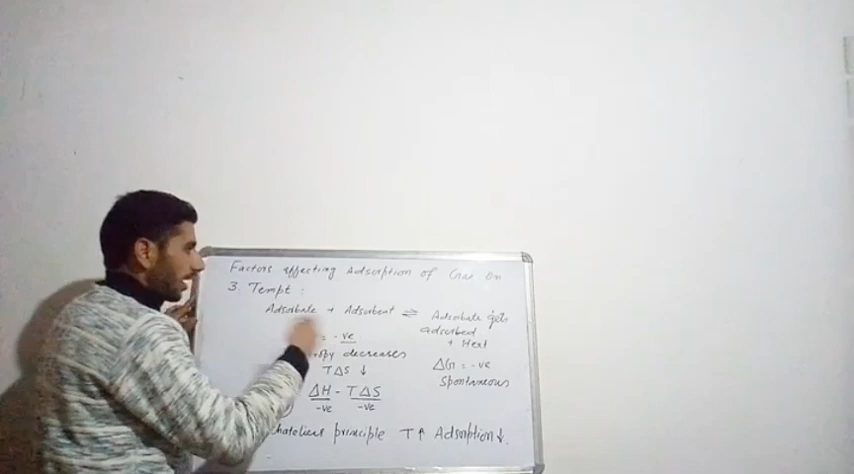 Factors affecting Adsorption of Gas on
3. Tempt :
Adsorbate + Adsorbent ⇌ Adsorbate gets
adsorbed
+ Heat
= -ve
opy decreases
TΔS ↓
ΔG = -ve
Spontaneous
ΔH - TΔS
-ve -ve
principle T↑ Adsorption↓.